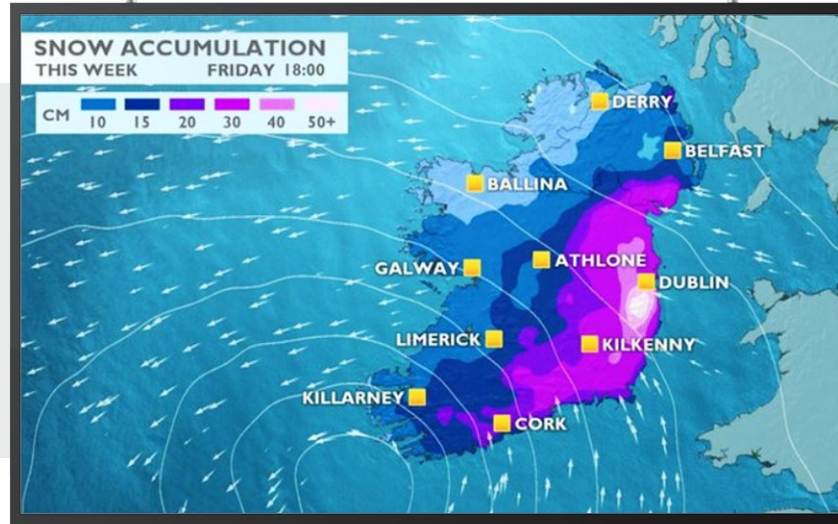 SNOW ACCUMULATION
THIS WEEK FRIDAY 18:00
CM 10 15 20 30 40 50+
DERRY
BELFAST
BALLINA
ATHLONE
GALWAY
DUBLIN
LIMERICK
KILKENNY
KILLARNEY
CORK